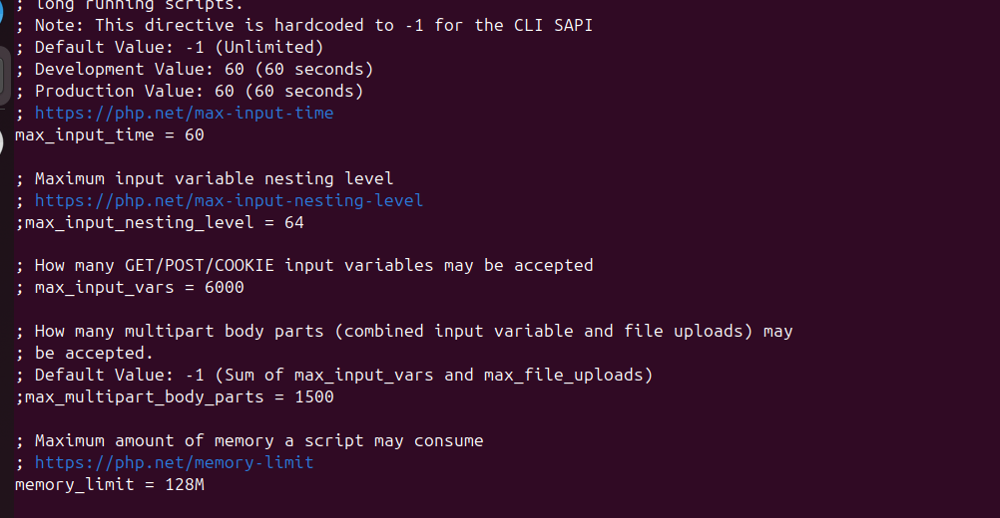 ; long running scripts.
; Note: This directive is hardcoded to -1 for the CLI SAPI
; Default Value: -1 (Unlimited)
; Development Value: 60 (60 seconds)
; Production Value: 60 (60 seconds)
; https://php.net/max-input-time
max_input_time = 60
; Maximum input variable nesting level
; https://php.net/max-input-nesting-level
;max_input_nesting_level = 64
; How many GET/POST/COOKIE input variables may be accepted
; max_input_vars = 6000
; How many multipart body parts (combined input variable and file uploads) may
; be accepted.
; Default Value: -1 (Sum of max_input_vars and max_file_uploads)
;max_multipart_body_parts = 1500
; Maximum amount of memory a script may consume
; https://php.net/memory-limit
memory_limit = 128M